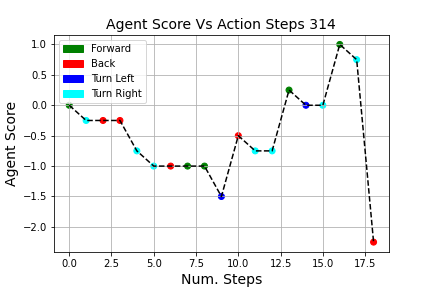 Agent Score Vs Action Steps 314
Forward
Back
Turn Left
Turn Right
Agent Score
1.0
0.5
0.0
−0.5
−1.0
−1.5
−2.0
0.0 2.5 5.0 7.5 10.0 12.5 15.0 17.5
Num. Steps